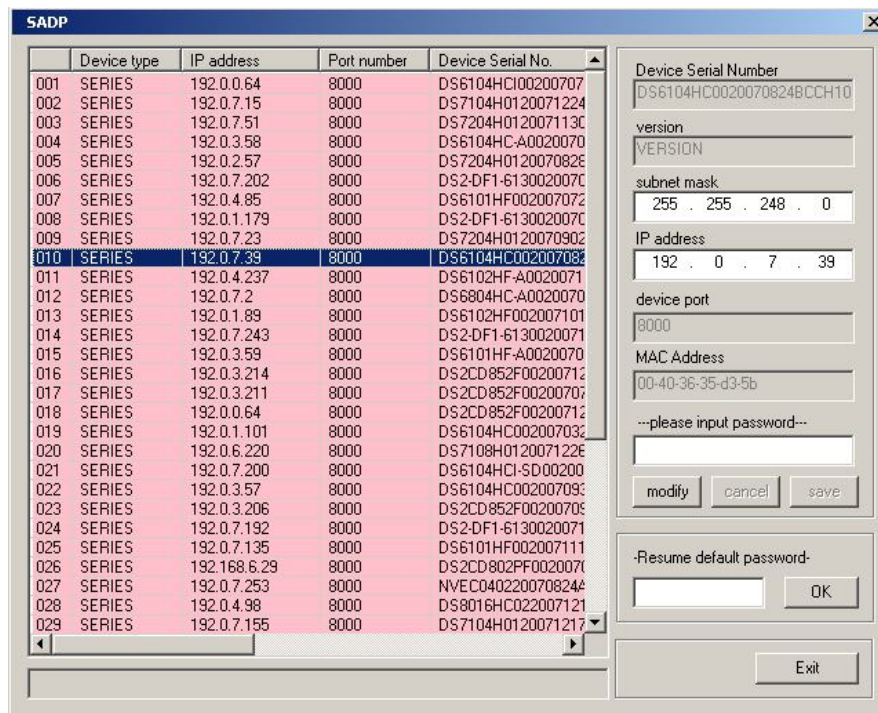 SADP
Device type IP address Port number Device Serial No.
001 SERIES 192.0.0.64 8000 DS6104HCI00200707
002 SERIES 192.0.7.15 8000 DS7104H0120071224
003 SERIES 192.0.7.51 8000 DS7204H012007113C
004 SERIES 192.0.3.58 8000 DS6104HC-A0020070
005 SERIES 192.0.2.57 8000 DS7204H0120070828
006 SERIES 192.0.7.202 8000 DS2-DF1-613002007C
007 SERIES 192.0.4.85 8000 DS6101HF002007072
008 SERIES 192.0.1.179 8000 DS2-DF1-613002007C
009 SERIES 192.0.7.23 8000 DS7204H0120070902
010 SERIES 192.0.7.39 8000 DS6104HC002007082
011 SERIES 192.0.4.237 8000 DS6102HF-A0020071
012 SERIES 192.0.7.2 8000 DS6804HC-A0020070
013 SERIES 192.0.1.89 8000 DS6102HF002007101
014 SERIES 192.0.7.243 8000 DS2-DF1-6130020071
015 SERIES 192.0.3.59 8000 DS6101HF-A0020070
016 SERIES 192.0.3.214 8000 DS2CD852F00200712
017 SERIES 192.0.3.211 8000 DS2CD852F00200707
018 SERIES 192.0.0.64 8000 DS2CD852F00200712
019 SERIES 192.0.1.101 8000 DS6104HC002007032
020 SERIES 192.0.6.220 8000 DS7108H0120071226
021 SERIES 192.0.7.200 8000 DS6104HCI-SD00200
022 SERIES 192.0.3.57 8000 DS6104HC002007093
023 SERIES 192.0.3.206 8000 DS2CD852F00200709
024 SERIES 192.0.7.192 8000 DS2-DF1-6130020071
025 SERIES 192.0.7.135 8000 DS6101HF002007111
026 SERIES 192.168.6.29 8000 DS2CD802PF0020070
027 SERIES 192.0.7.253 8000 NVEC040220070824A
028 SERIES 192.0.4.98 8000 DS8016HC022007121
029 SERIES 192.0.7.155 8000 DS7104H0120071217
Device Serial Number
DS6104HC0020070824BCCH10
version
VERSION
subnet mask
255 . 255 . 248 . 0
IP address
192 . 0 . 7 . 39
device port
8000
MAC Address
00-40-36-35-d3-5b
---please input password---
modify cancel save
-Resume default password-
OK
Exit